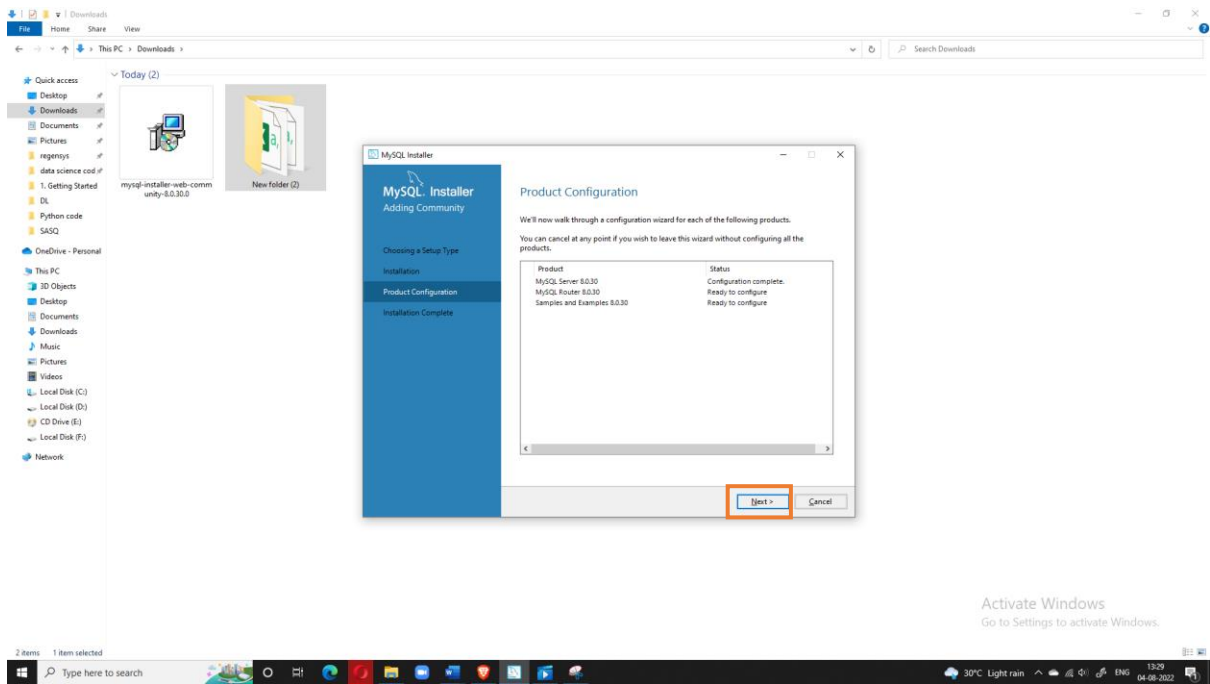 Downloads
File Home Share View
This PC > Downloads >
Search Downloads
Quick access
Desktop
Downloads
Documents
Pictures
regensys
data science cod
1. Getting Started
DL
Python code
SASQ
OneDrive - Personal
This PC
3D Objects
Desktop
Documents
Downloads
Music
Pictures
Videos
Local Disk (C:)
Local Disk (D:)
CD Drive (E:)
Local Disk (F:)
Network
Today (2)
mysql-installer-web-comm
unity-8.0.30.0
New folder (2)
MySQL Installer
MySQL. Installer
Adding Community
Choosing a Setup Type
Installation
Product Configuration
Installation Complete
Product Configuration
We'll now walk through a configuration wizard for each of the following products.
You can cancel at any point if you wish to leave this wizard without configuring all the
products.
Product Status
MySQL Server 8.0.30 Configuration complete.
MySQL Router 8.0.30 Ready to configure
Samples and Examples 8.0.30 Ready to configure
Next > Cancel
Activate Windows
Go to Settings to activate Windows.
2 items 1 item selected
Type here to search
30°C Light rain ENG 13:29
04-08-2022